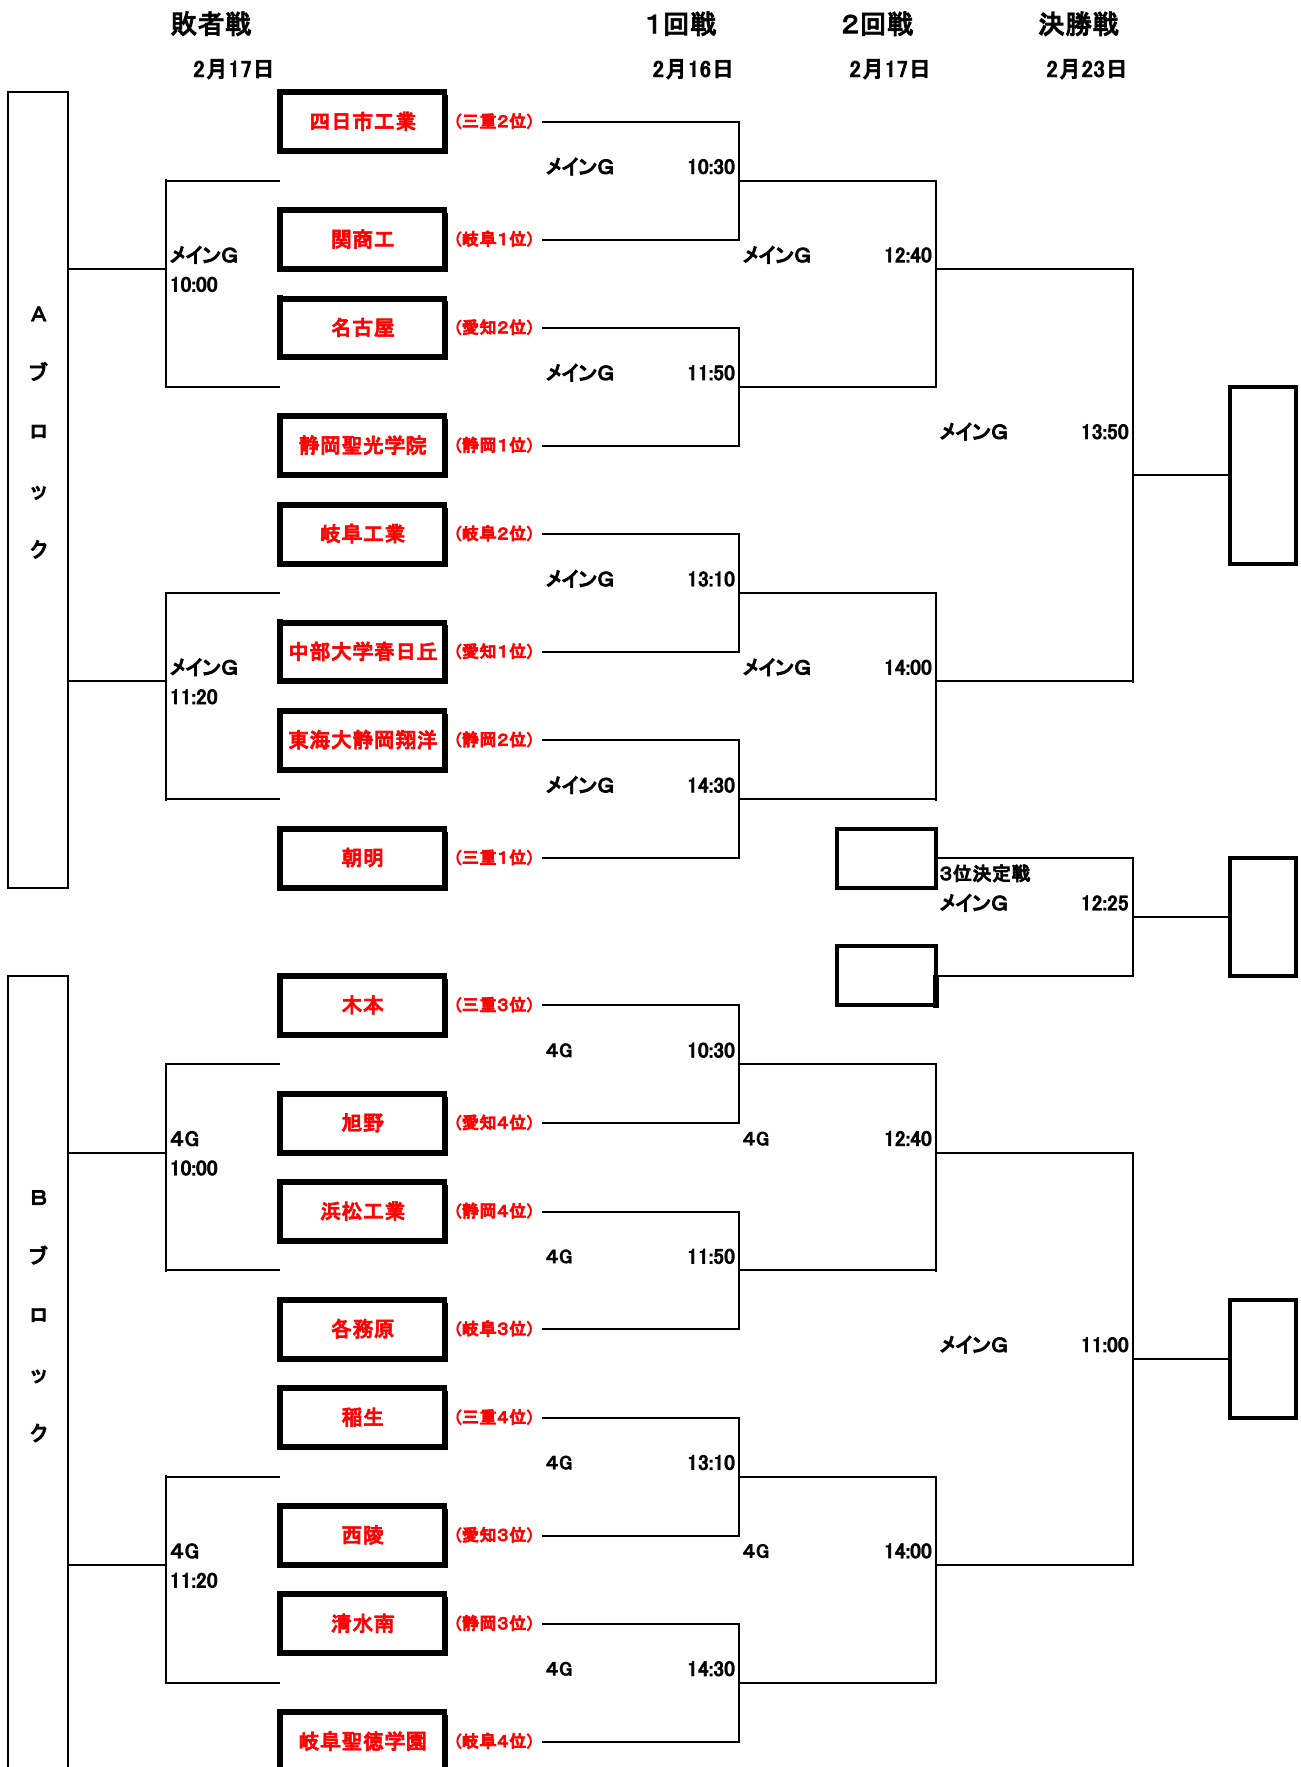 敗者戦 1回戦 2回戦 決勝戦
2月17日 2月16日 2月17日 2月23日
Aブロック
四日市工業 (三重2位)
メインG 10:30
関商工 (岐阜1位)
メインG 10:00
メインG 12:40
名古屋 (愛知2位)
メインG 11:50
静岡聖光学院 (静岡1位)
メインG 13:50
岐阜工業 (岐阜2位)
メインG 13:10
中部大学春日丘 (愛知1位)
メインG 11:20
メインG 14:00
東海大静岡翔洋 (静岡2位)
メインG 14:30
朝明 (三重1位)
3位決定戦
メインG 12:25
Bブロック
木本 (三重3位)
4G 10:30
旭野 (愛知4位)
4G 10:00
4G 12:40
浜松工業 (静岡4位)
4G 11:50
各務原 (岐阜3位)
メインG 11:00
稲生 (三重4位)
4G 13:10
西陵 (愛知3位)
4G 11:20
4G 14:00
清水南 (静岡3位)
4G 14:30
岐阜聖徳学園 (岐阜4位)